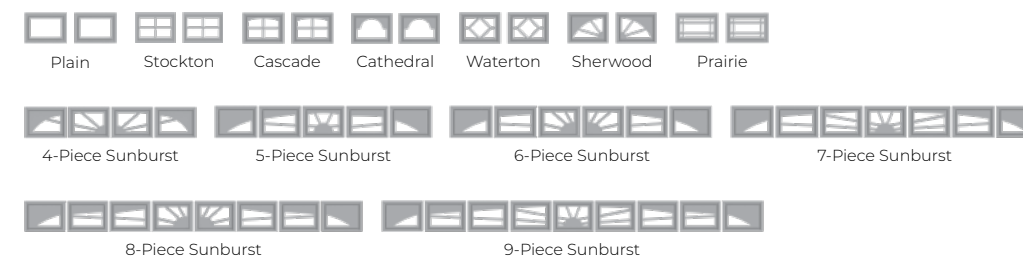 Plain Stockton Cascade Cathedral Waterton Sherwood Prairie
4-Piece Sunburst 5-Piece Sunburst 6-Piece Sunburst 7-Piece Sunburst
8-Piece Sunburst 9-Piece Sunburst